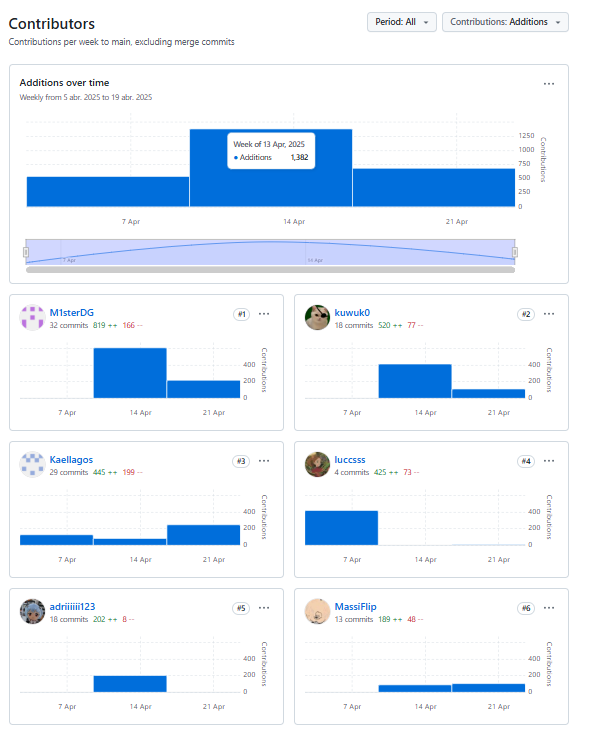 Contributors
Period: All
Contributions: Additions
Contributions per week to main, excluding merge commits
Additions over time
Weekly from 5 abr. 2025 to 19 abr. 2025
Week of 13 Apr, 2025
Additions 1,382
1250
1000
750
500
250
0
Contributions
7 Apr 14 Apr 21 Apr
7 Apr 14 Apr
M1sterDG #1
32 commits 819 ++ 166 --
400
200
0
Contributions
7 Apr 14 Apr 21 Apr
kuwuk0 #2
18 commits 520 ++ 77 --
400
200
0
Contributions
7 Apr 14 Apr 21 Apr
Kaellagos #3
29 commits 445 ++ 199 --
400
200
0
Contributions
7 Apr 14 Apr 21 Apr
luccsss #4
4 commits 425 ++ 73 --
400
200
0
Contributions
7 Apr 14 Apr 21 Apr
adriiiiii123 #5
18 commits 202 ++ 8 --
400
200
0
Contributions
7 Apr 14 Apr 21 Apr
MassiFlip #6
13 commits 189 ++ 48 --
400
200
0
Contributions
7 Apr 14 Apr 21 Apr